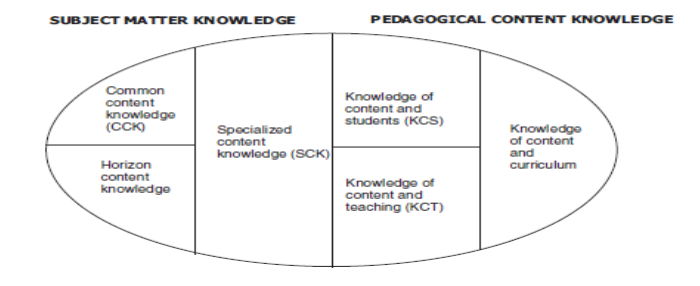 SUBJECT MATTER KNOWLEDGE
PEDAGOGICAL CONTENT KNOWLEDGE
Common
content
knowledge
(CCK)
Horizon
content
knowledge
Specialized
content
knowledge (SCK)
Knowledge of
content and
students (KCS)
Knowledge of
content and
teaching (KCT)
Knowledge
of content
and
curriculum